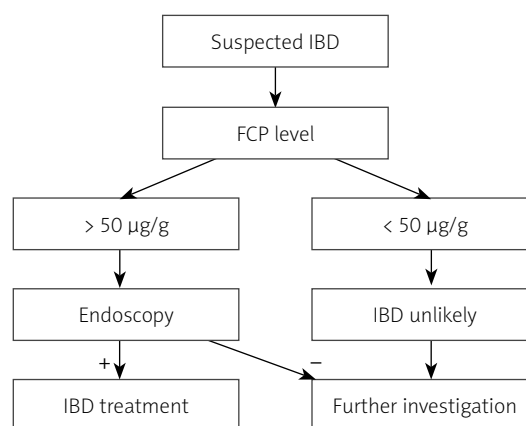 Suspected IBD
FCP level
> 50 µg/g
< 50 µg/g
Endoscopy
IBD unlikely
+
−
IBD treatment
Further investigation